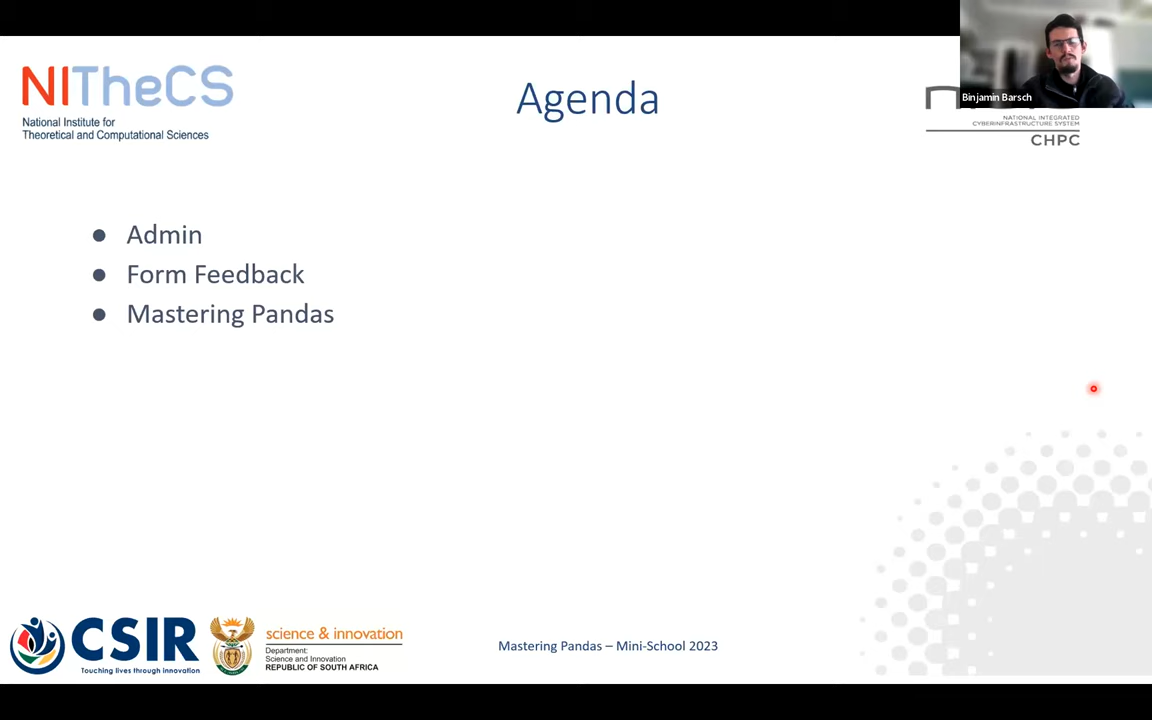 NITheCS
National Institute for
Theoretical and Computational Sciences
Agenda
Binjamin Barsch
NATIONAL INTEGRATED
CYBERINFRASTRUCTURE SYSTEM
CHPC
● Admin
● Form Feedback
● Mastering Pandas
CSIR
Touching lives through innovation
science & innovation
Department:
Science and Innovation
REPUBLIC OF SOUTH AFRICA
Mastering Pandas – Mini-School 2023